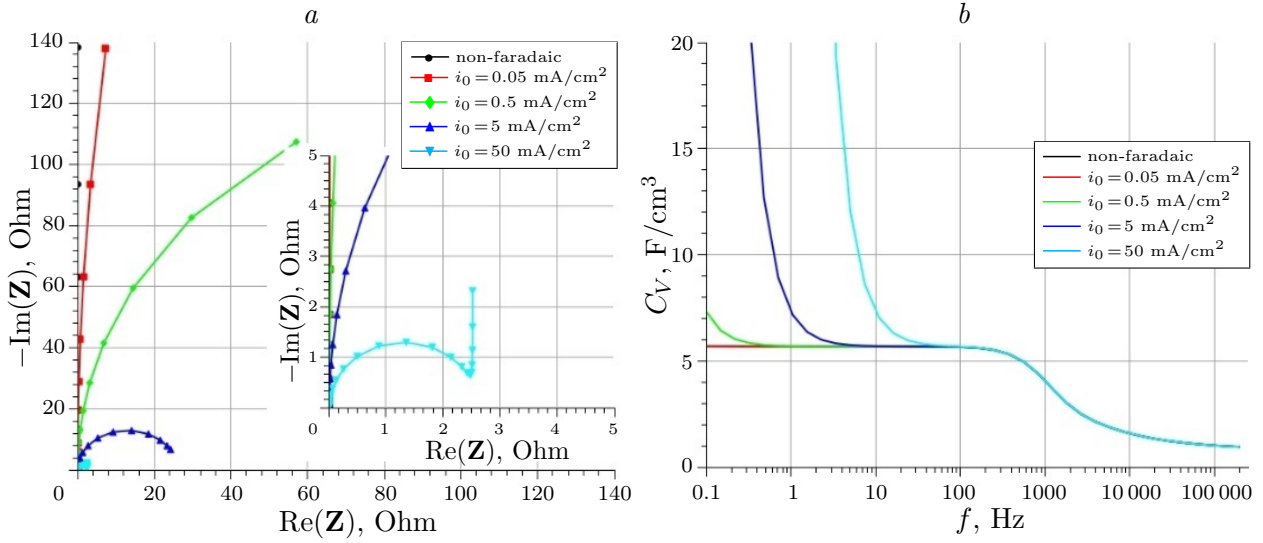 a
140
120
100
80
60
40
20
0
20
40
60
80
100
120
140
−Im(Z), Ohm
Re(Z), Ohm
non-faradaic
i₀=0.05 mA/cm²
i₀=0.5 mA/cm²
i₀=5 mA/cm²
i₀=50 mA/cm²
5
4
3
2
1
0
1
2
3
4
5
−Im(Z), Ohm
Re(Z), Ohm
b
20
15
10
5
0
0.1
1
10
100
1000
10 000
100 000
C_V, F/cm³
f, Hz
non-faradaic
i₀=0.05 mA/cm²
i₀=0.5 mA/cm²
i₀=5 mA/cm²
i₀=50 mA/cm²